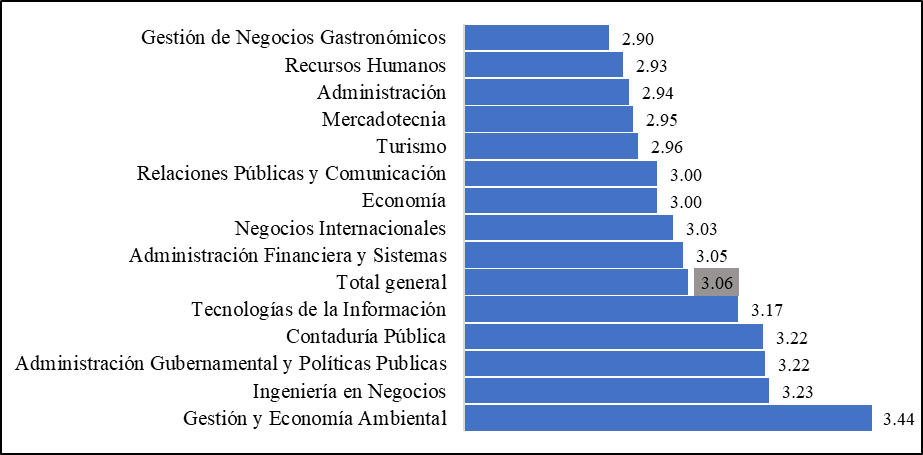 Gestión de Negocios Gastronómicos 2.90
Recursos Humanos 2.93
Administración 2.94
Mercadotecnia 2.95
Turismo 2.96
Relaciones Públicas y Comunicación 3.00
Economía 3.00
Negocios Internacionales 3.03
Administración Financiera y Sistemas 3.05
Total general 3.06
Tecnologías de la Información 3.17
Contaduría Pública 3.22
Administración Gubernamental y Políticas Publicas 3.22
Ingeniería en Negocios 3.23
Gestión y Economía Ambiental 3.44